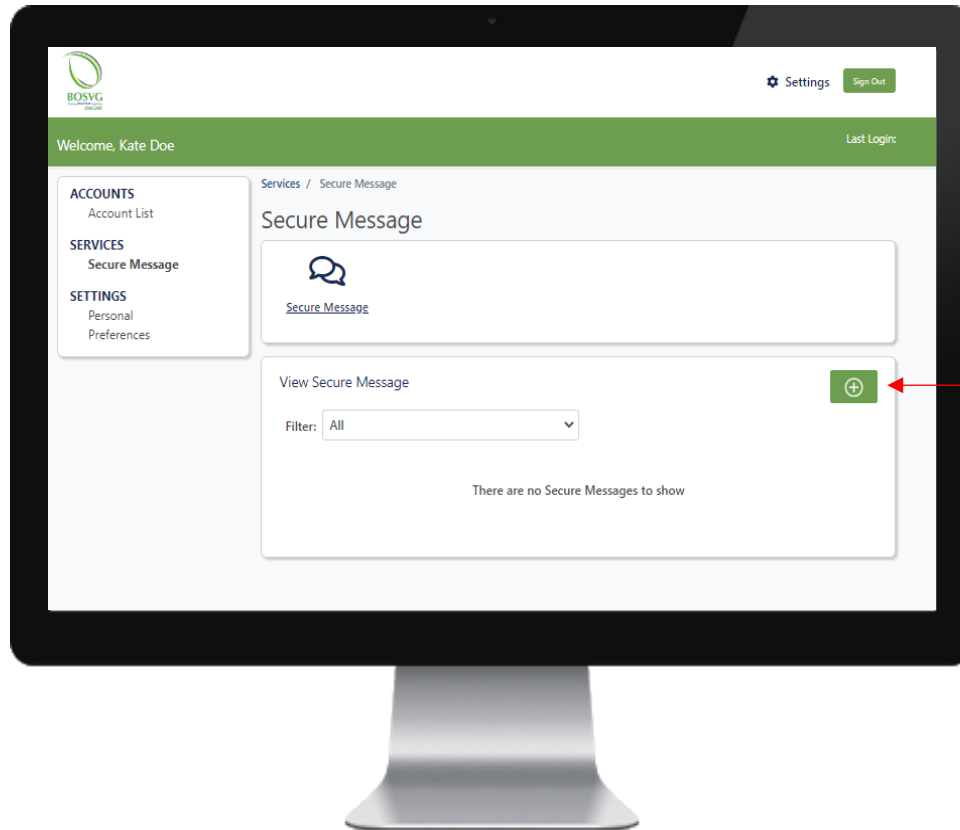 BOSVG
ONLINE
Settings
Sign Out
Welcome, Kate Doe
Last Login:
ACCOUNTS
Account List
SERVICES
Secure Message
SETTINGS
Personal
Preferences
Services / Secure Message
Secure Message
Secure Message
View Secure Message
Filter: All
There are no Secure Messages to show